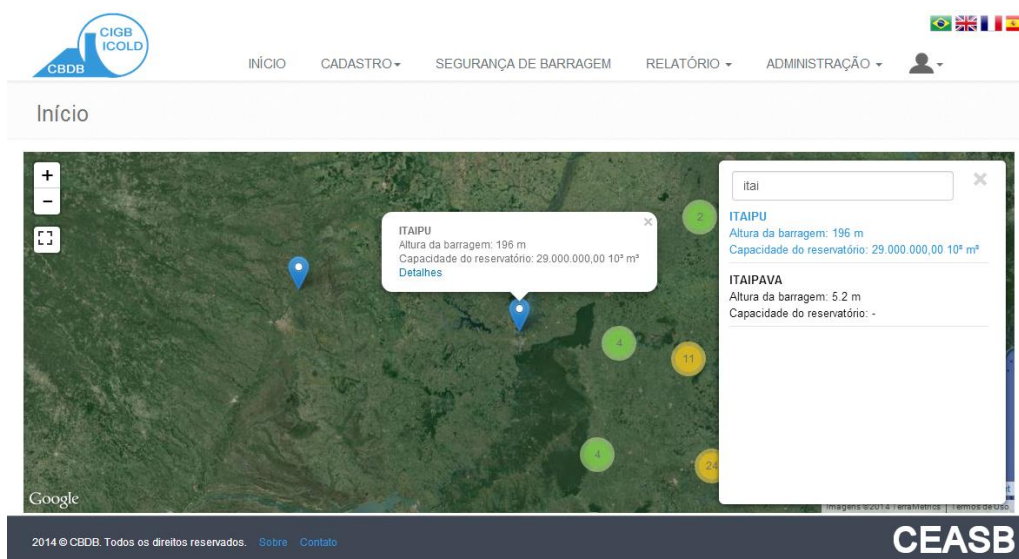 CIGB
ICOLD
CBDB
INÍCIO CADASTRO SEGURANÇA DE BARRAGEM RELATÓRIO ADMINISTRAÇÃO
Início
+
−
ITAIPU
Altura da barragem: 196 m
Capacidade do reservatório: 29.000.000,00 10³ m³
Detalhes
2
4
11
4
24
itai
ITAIPU
Altura da barragem: 196 m
Capacidade do reservatório: 29.000.000,00 10³ m³
ITAIPAVA
Altura da barragem: 5.2 m
Capacidade do reservatório: -
Google
Imagens ©2014 TerraMetrics Termos de Uso
2014 © CBDB. Todos os direitos reservados. Sobre Contato
CEASB